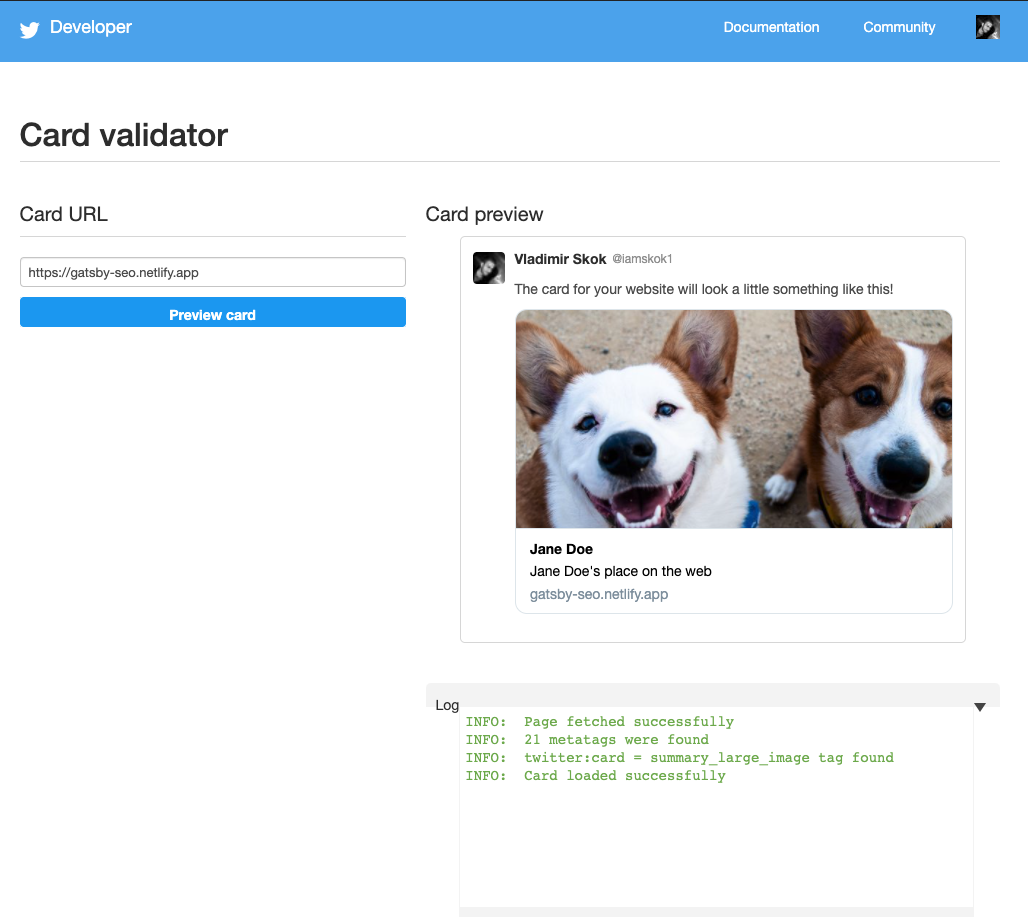 Developer
Documentation
Community
Card validator
Card URL
https://gatsby-seo.netlify.app
Preview card
Card preview
Vladimir Skok @iamskok1
The card for your website will look a little something like this!
Jane Doe
Jane Doe's place on the web
gatsby-seo.netlify.app
Log
INFO: Page fetched successfully
INFO: 21 metatags were found
INFO: twitter:card = summary_large_image tag found
INFO: Card loaded successfully